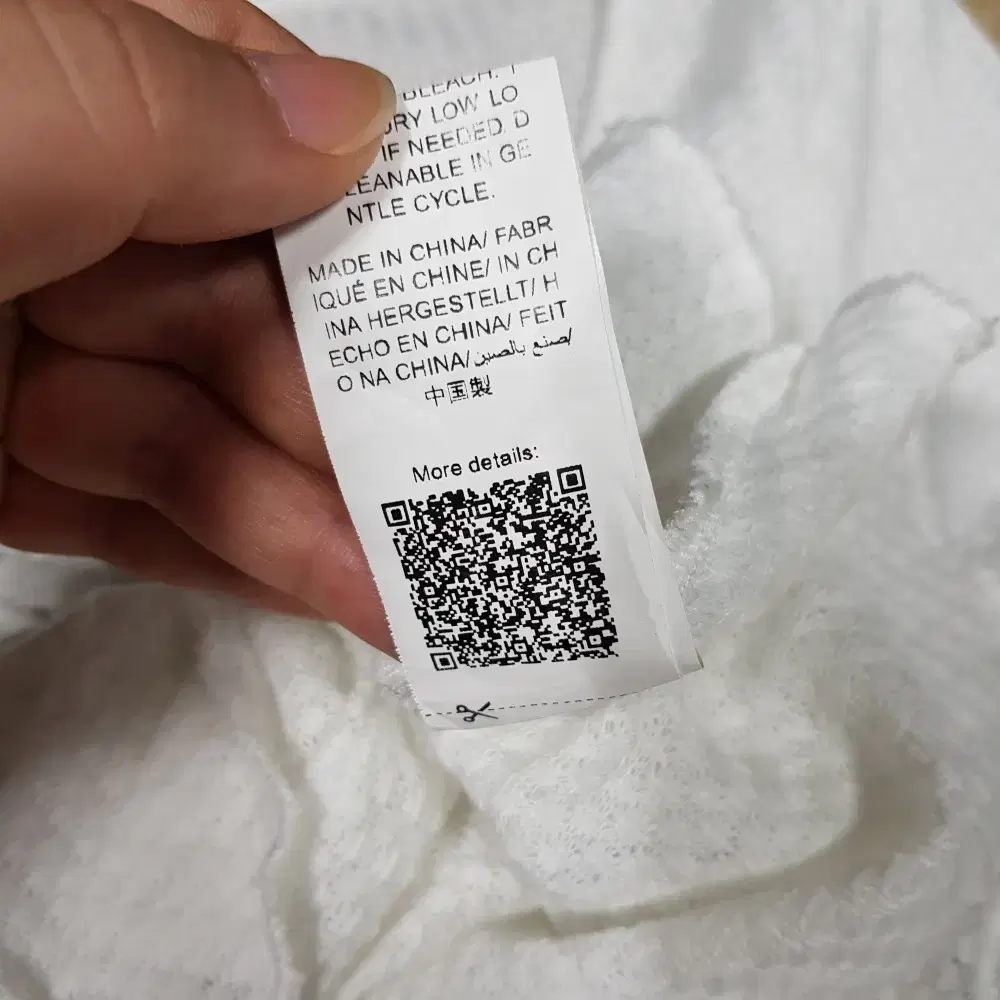 BLEACH. T
DRY LOW LO
IF NEEDED. D
LEANABLE IN GE
NTLE CYCLE.
MADE IN CHINA/ FABR
IQUÉ EN CHINE/ IN CH
INA HERGESTELLT/ H
ECHO EN CHINA/ FEIT
O NA CHINA/صنع بالصين/
中国製
More details: